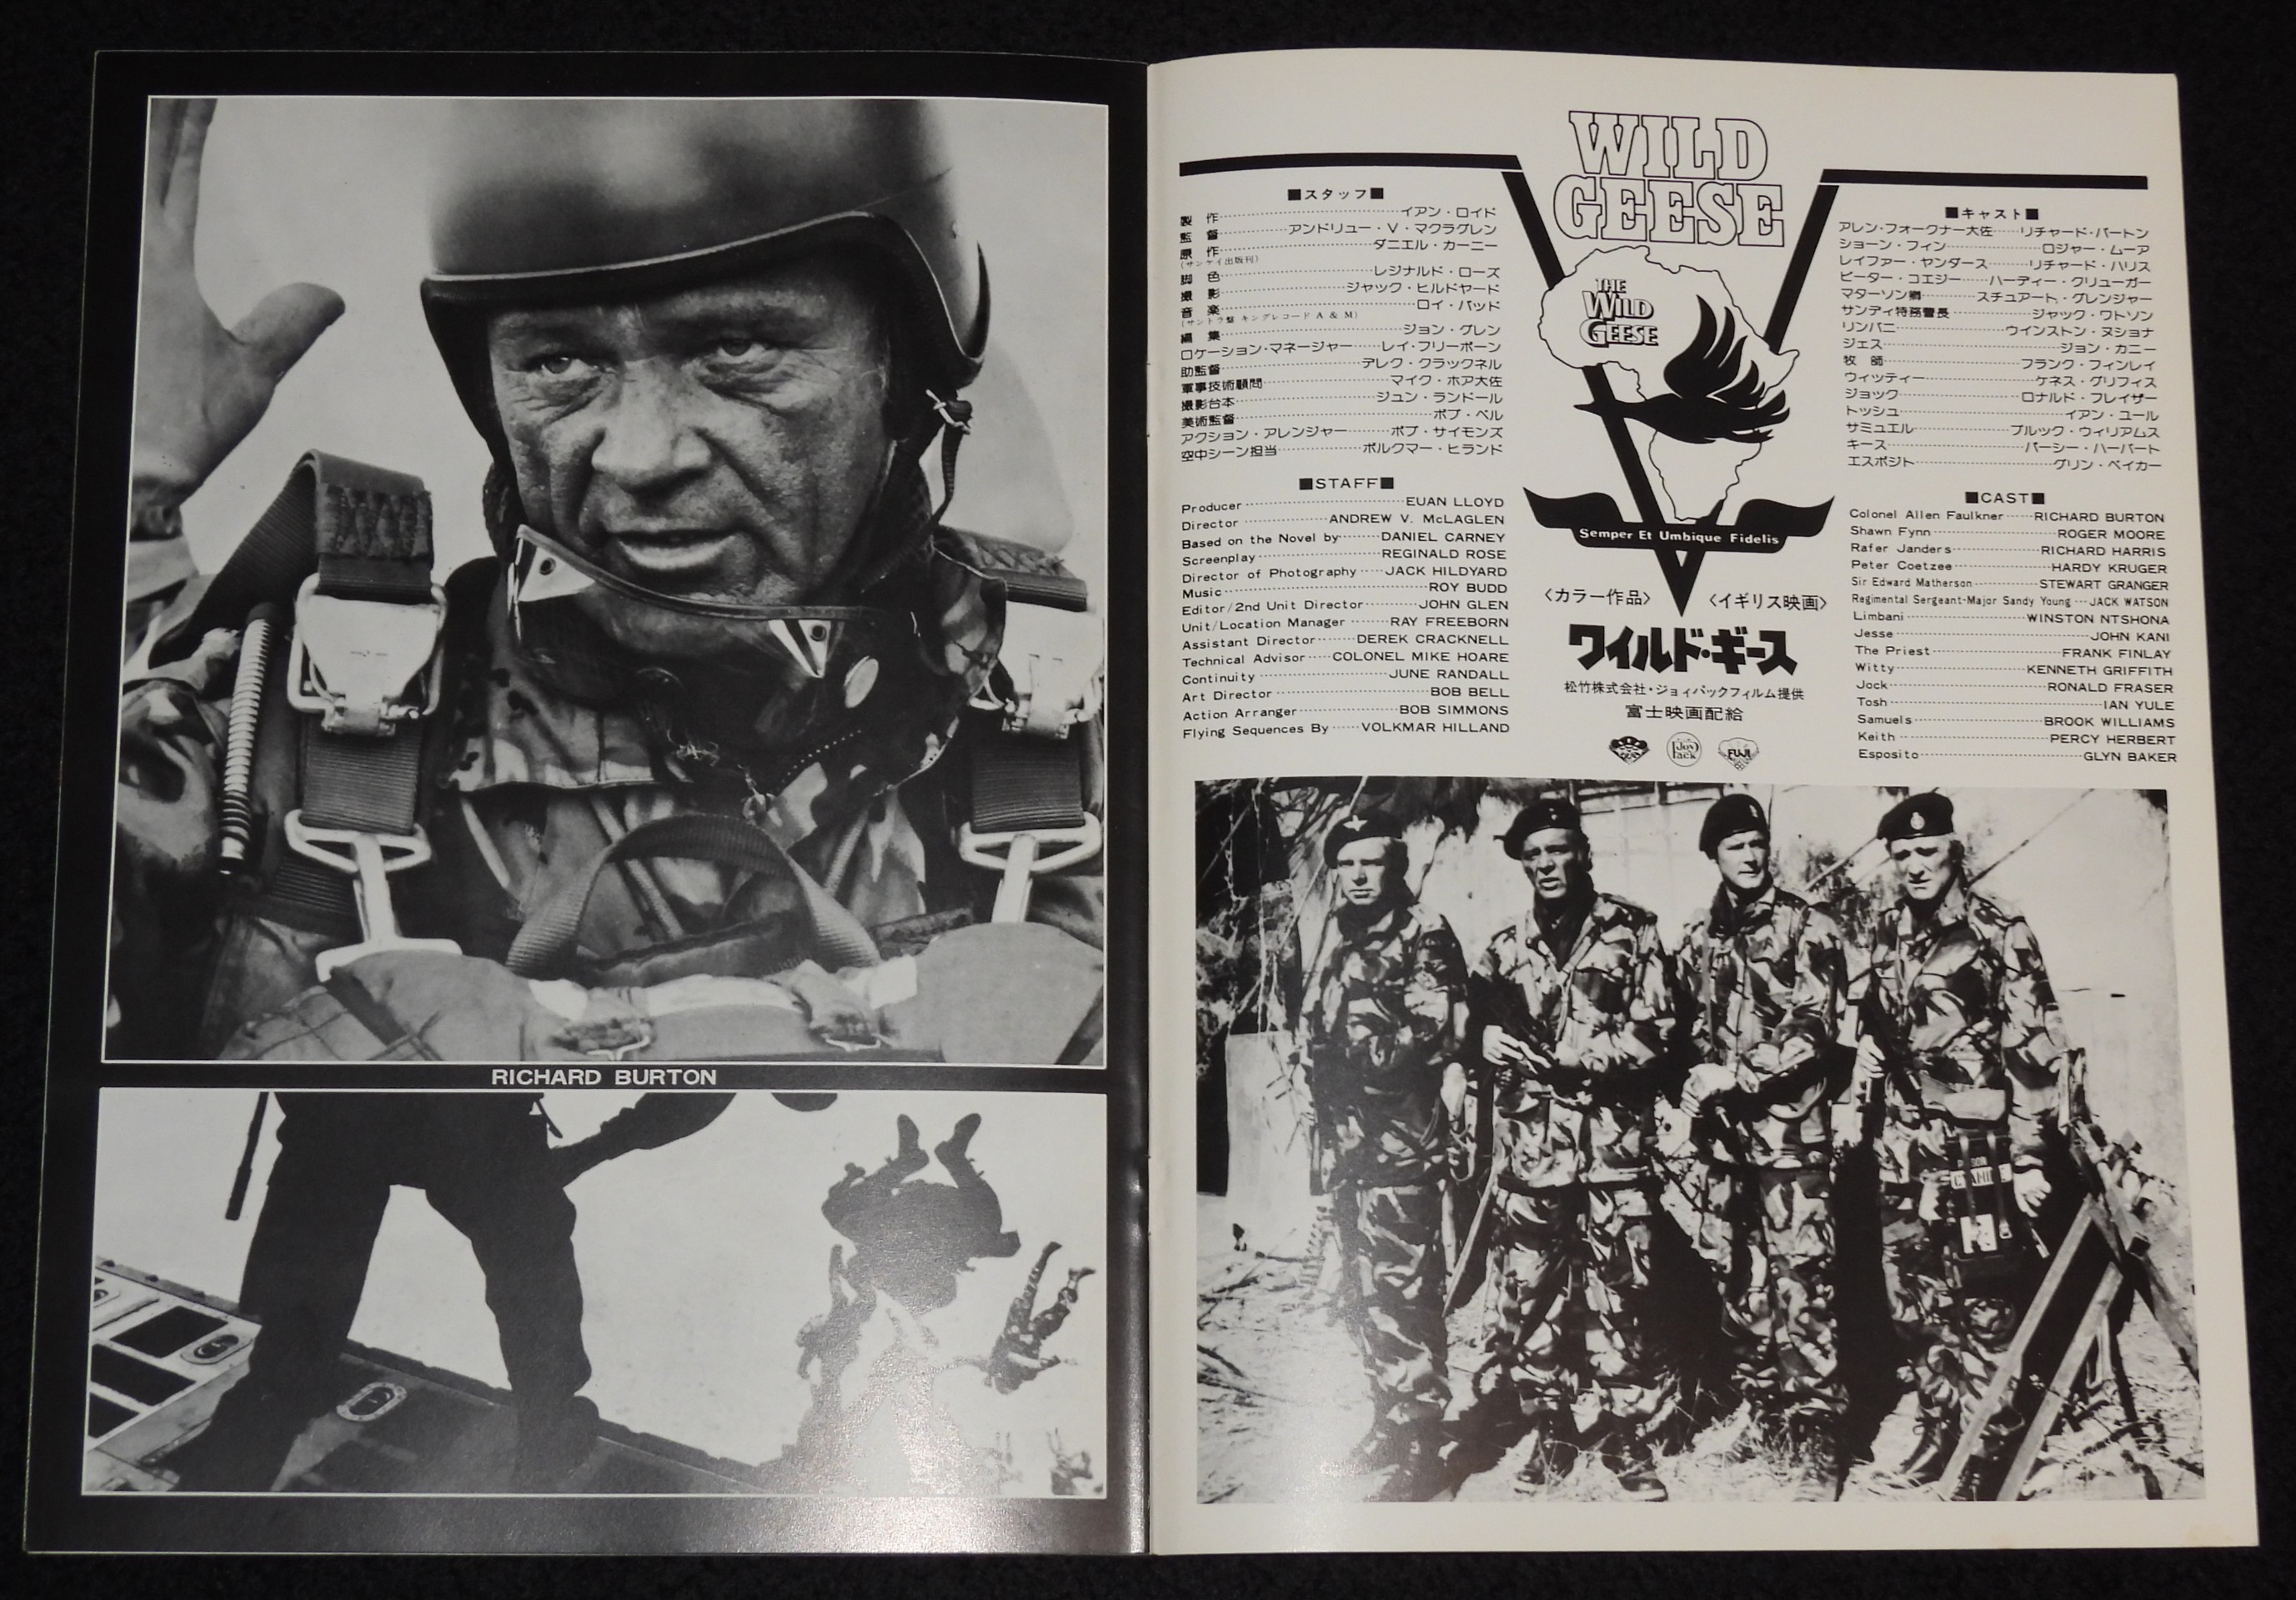 RICHARD BURTON
WILD
GEESE
THE
WILD
GEESE
Semper Et Umbique Fidelis
〈カラー作品〉 〈イギリス映画〉
ワイルド・ギース
松竹株式会社・ジョイパックフィルム提供
富士映画配給
Joy Pack
FUJI
■スタッフ■
製作……イアン・ロイド
監督……アンドリュー・V・マクラグレン
原作……ダニエル・カーニー
(サンケイ出版刊)
脚色……レジナルド・ローズ
撮影……ジャック・ヒルドヤード
音楽……ロイ・バッド
(サントラ盤 キングレコード A & M)
編集……ジョン・グレン
ロケーション・マネージャー……レイ・フリーボーン
助監督……デレク・クラックネル
軍事技術顧問……マイク・ホア大佐
撮影台本……ジュン・ランドール
美術監督……ボブ・ベル
アクション・アレンジャー……ボブ・サイモンズ
空中シーン担当……ボルクマー・ヒランド
■STAFF■
Producer……EUAN LLOYD
Director……ANDREW V. McLAGLEN
Based on the Novel by……DANIEL CARNEY
Screenplay……REGINALD ROSE
Director of Photography……JACK HILDYARD
Music……ROY BUDD
Editor/2nd Unit Director……JOHN GLEN
Unit/Location Manager……RAY FREEBORN
Assistant Director……DEREK CRACKNELL
Technical Advisor……COLONEL MIKE HOARE
Continuity……JUNE RANDALL
Art Director……BOB BELL
Action Arranger……BOB SIMMONS
Flying Sequences By……VOLKMAR HILLAND
■キャスト■
アレン・フォークナー大佐……リチャード・バートン
ショーン・フィン……ロジャー・ムーア
レイファー・ヤンダース……リチャード・ハリス
ピーター・コエジー……ハーディー・クリューガー
マターソン卿……スチュアート・グレンジャー
サンディ特務曹長……ジャック・ワトソン
リンバニ……ウインストン・ヌショナ
ジェス……ジョン・カニー
牧師……フランク・フィンレイ
ウィッティー……ケネス・グリフィス
ジョック……ロナルド・フレイザー
トッシュ……イアン・ユール
サミュエル……ブルック・ウィリアムス
キース……パーシー・ハーバート
エスポジト……グリン・ベイカー
■CAST■
Colonel Allen Faulkner……RICHARD BURTON
Shawn Fynn……ROGER MOORE
Rafer Janders……RICHARD HARRIS
Peter Coetzee……HARDY KRUGER
Sir Edward Matherson……STEWART GRANGER
Regimental Sergeant-Major Sandy Young……JACK WATSON
Limbani……WINSTON NTSHONA
Jesse……JOHN KANI
The Priest……FRANK FINLAY
Witty……KENNETH GRIFFITH
Jock……RONALD FRASER
Tosh……IAN YULE
Samuels……BROOK WILLIAMS
Keith……PERCY HERBERT
Esposito……GLYN BAKER